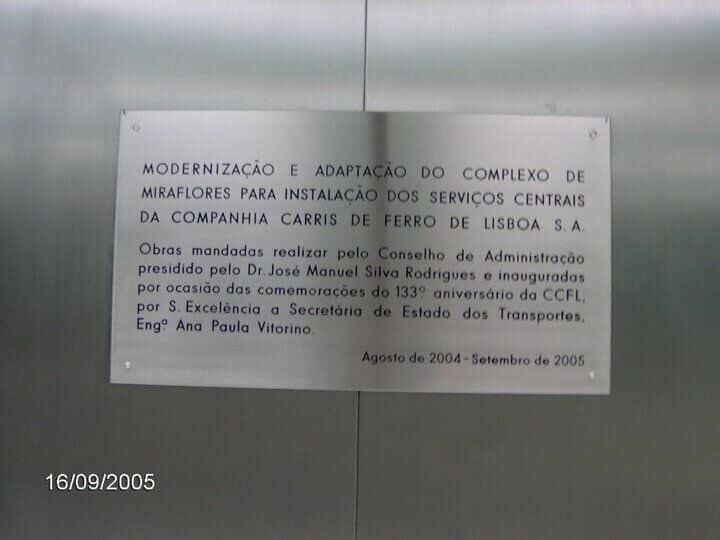 MODERNIZAÇÃO E ADAPTAÇÃO DO COMPLEXO DE
MIRAFLORES PARA INSTALAÇÃO DOS SERVIÇOS CENTRAIS
DA COMPANHIA CARRIS DE FERRO DE LISBOA S.A.
Obras mandadas realizar pelo Conselho de Administração
presidido pelo Dr. José Manuel Silva Rodrigues e inauguradas
por ocasião das comemorações do 133º aniversário da CCFL,
por S. Excelência a Secretária de Estado dos Transportes,
Engª Ana Paula Vitorino.
Agosto de 2004 - Setembro de 2005
16/09/2005